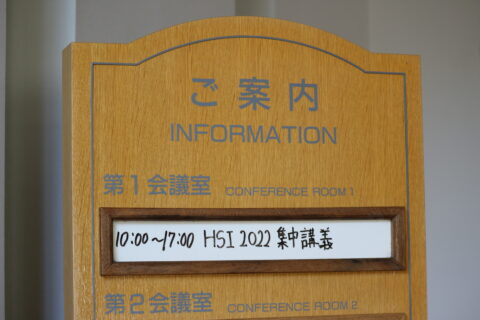 ご案内
INFORMATION
第1会議室 CONFERENCE ROOM 1
10:00~17:00 HSI 2022 集中講義
第2会議室 CONFERENCE ROOM 2